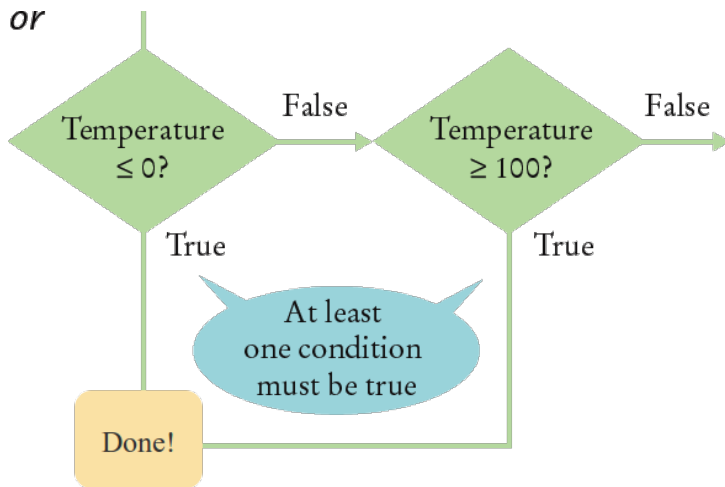 or
False
False
Temperature
≤ 0?
Temperature
≥ 100?
True
True
At least
one condition
must be true
Done!